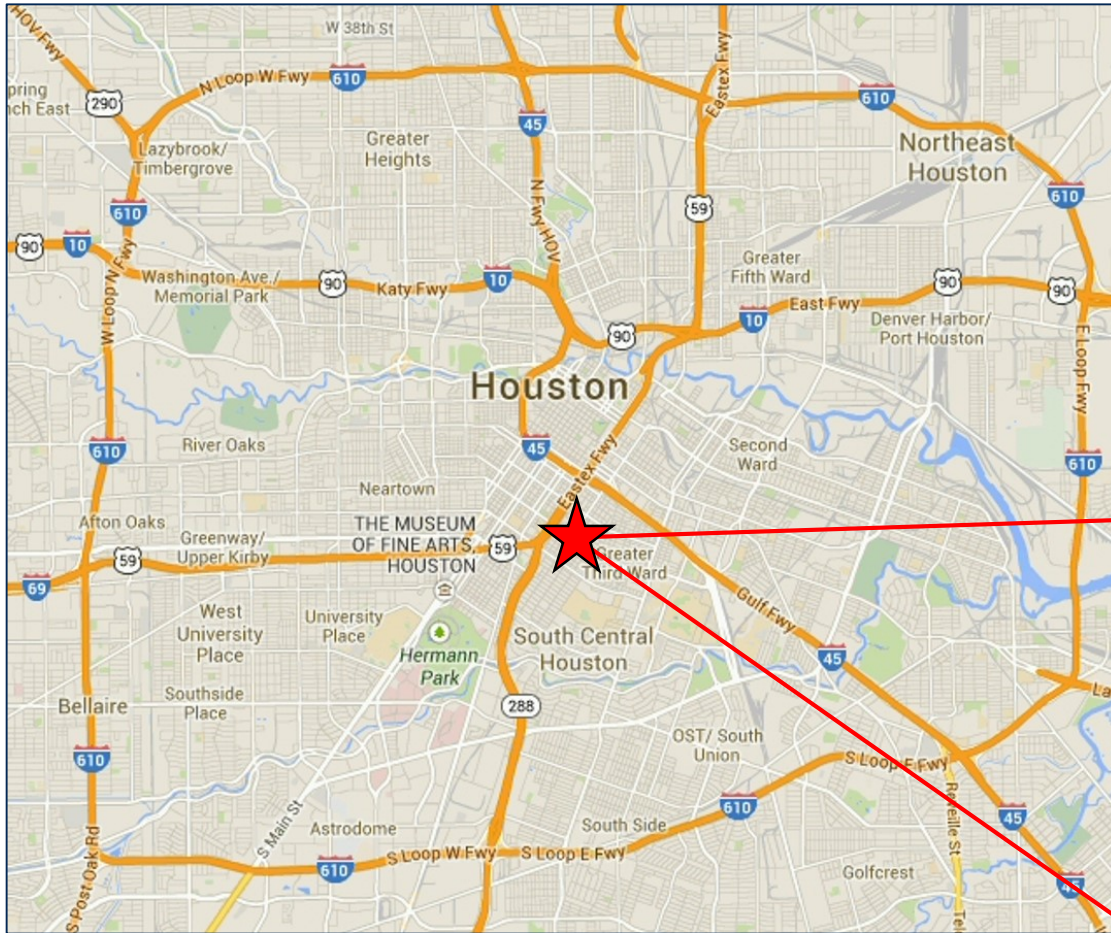 HOV Fwy
W 38th St
N Loop W Fwy
610
45
Eastex Fwy
610
290
Lazybrook/
Timbergrove
Greater
Heights
Northeast
Houston
610
610
N Fwy HOV
59
90
10
Washington Ave./
Memorial Park
90
Katy Fwy
10
Greater
Fifth Ward
90
90
East Fwy
10
Denver Harbor/
Port Houston
W Loop N Fwy
90
E Loop Fwy
Houston
River Oaks
610
45
Eastex Fwy
Second
Ward
610
Neartown
Afton Oaks
THE MUSEUM
OF FINE ARTS,
HOUSTON
Greenway/
Upper Kirby
59
59
Greater
Third Ward
69
West
University
Place
University
Place
Hermann
Park
South Central
Houston
Gulf Fwy
45
Southside
Place
Bellaire
288
La
OST/ South
Union
610
S Loop E Fwy
610
45
S Post Oak Rd
S Main St
Astrodome
610
S Loop W Fwy
S Loop E Fwy
South Side
Reveille St
Golfcrest
45
Tel